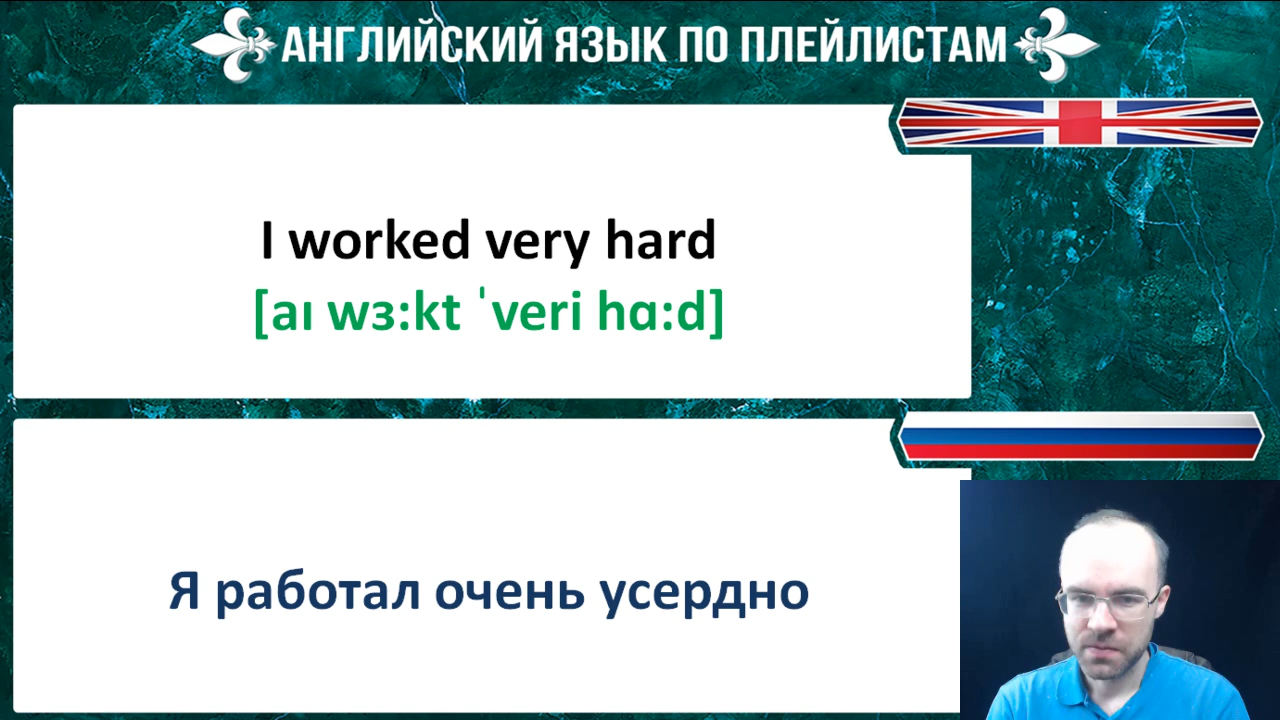 АНГЛИЙСКИЙ ЯЗЫК ПО ПЛЕЙЛИСТАМ
I worked very hard
[aɪ wɜ:kt ˈveri hɑ:d]
Я работал очень усердно